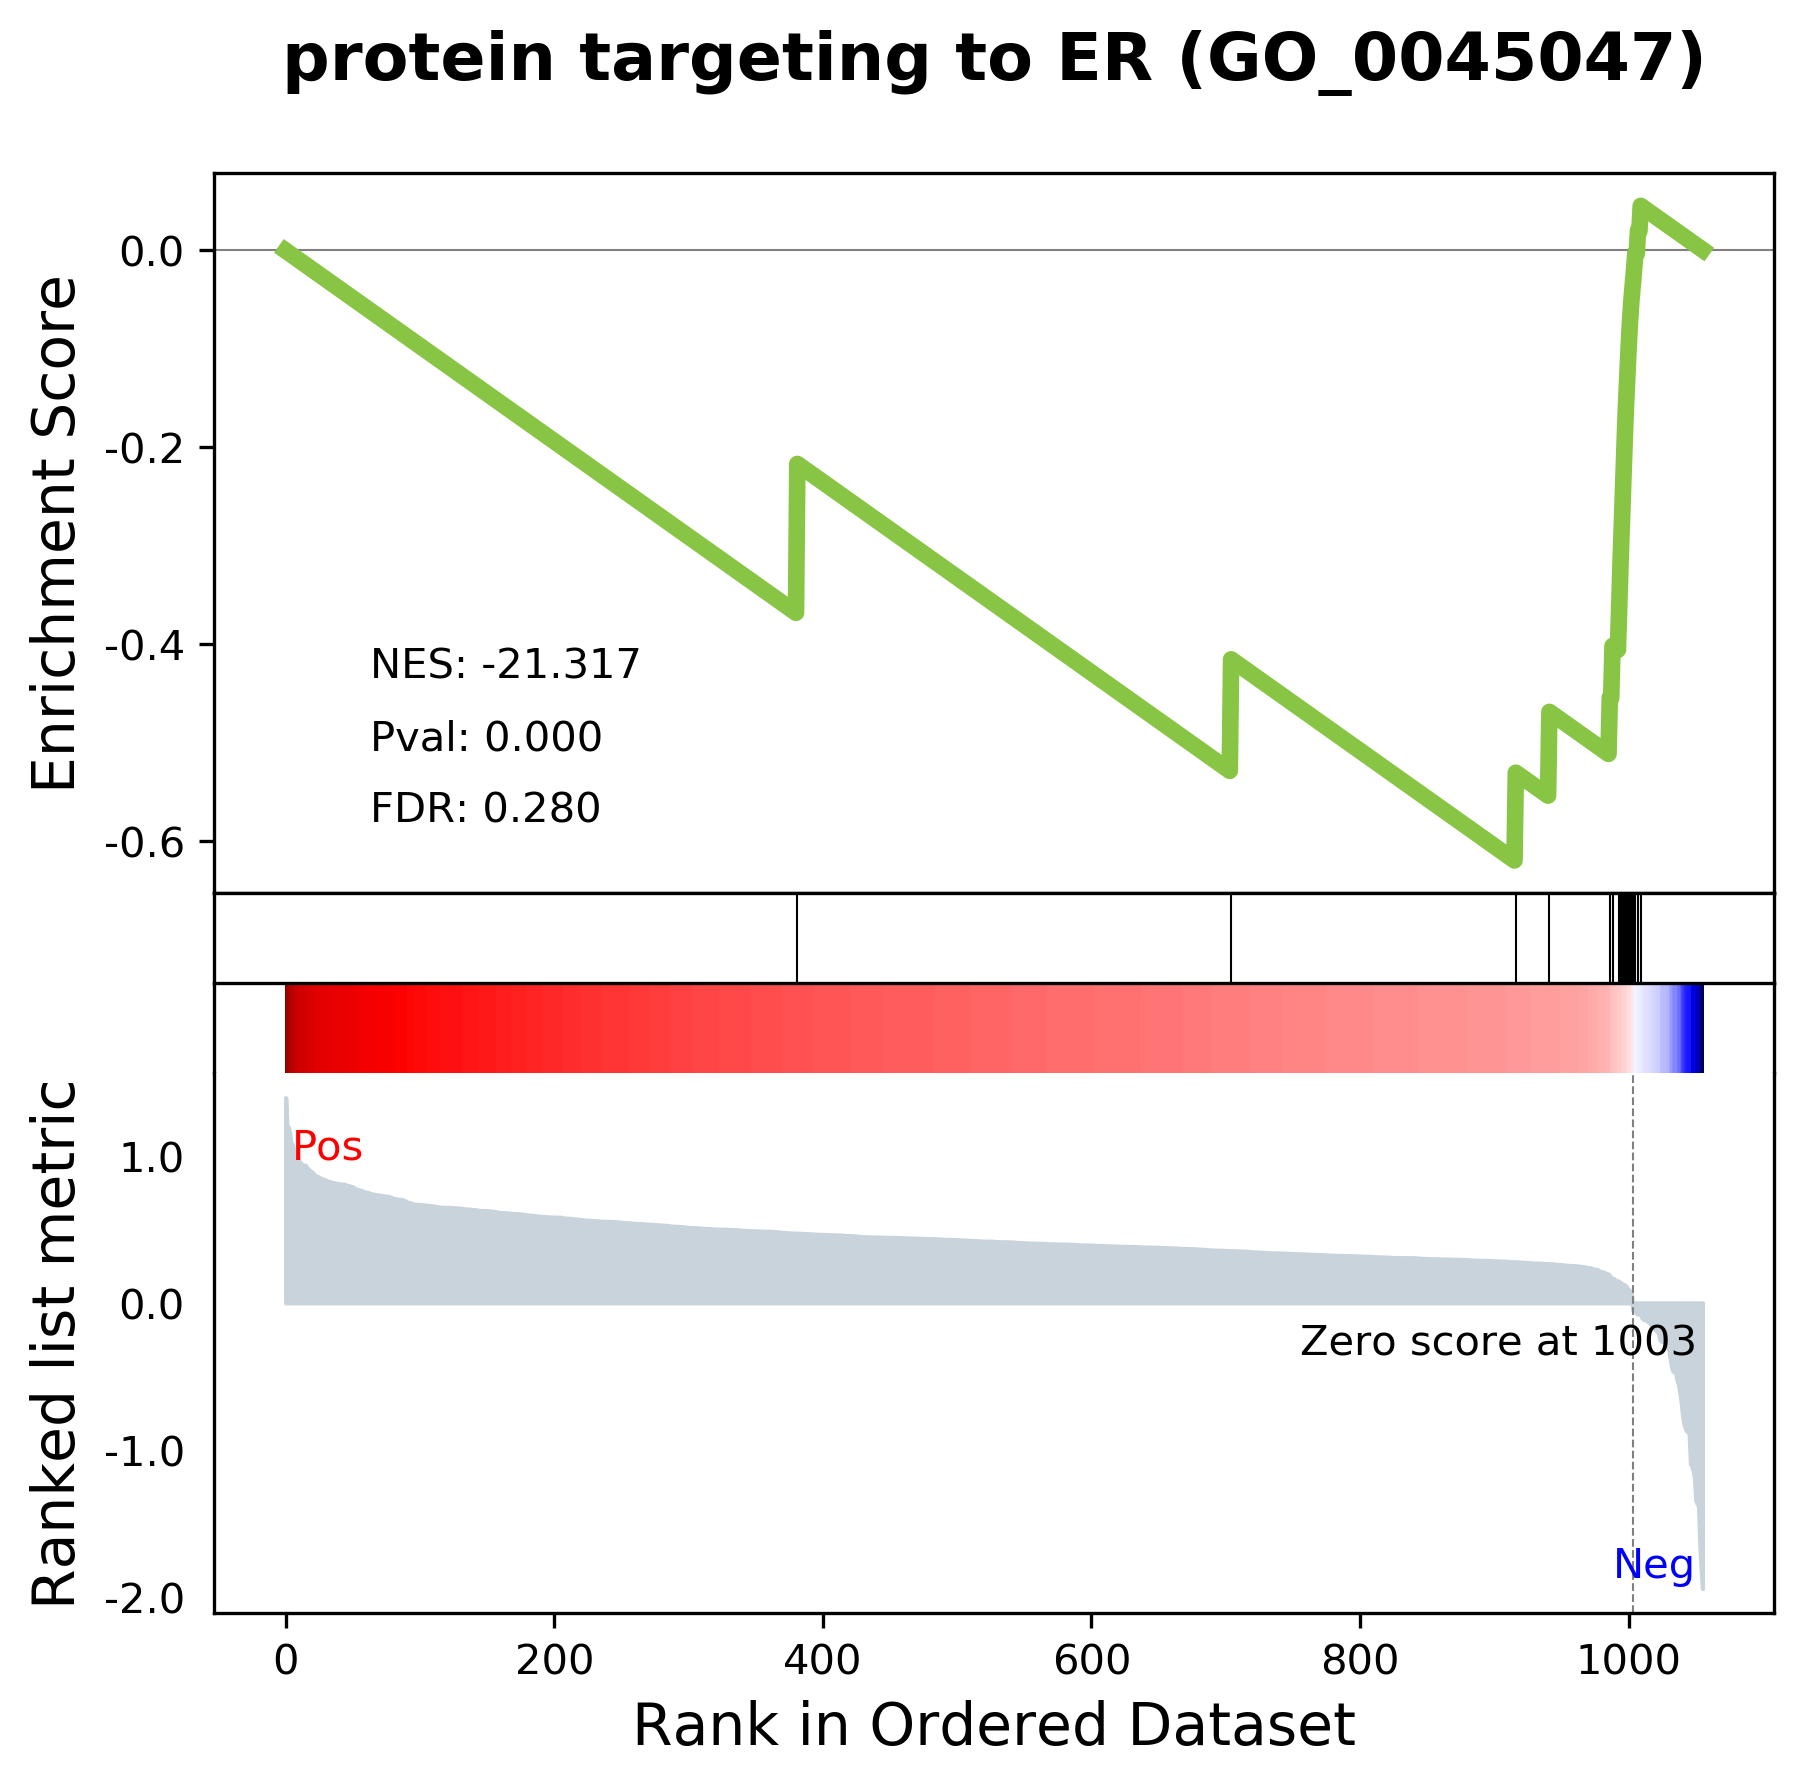 protein targeting to ER (GO_0045047)
Enrichment Score
0.0
-0.2
-0.4
-0.6
NES: -21.317
Pval: 0.000
FDR: 0.280
Ranked list metric
1.0
0.0
-1.0
-2.0
Pos
Zero score at 1003
Neg
0 200 400 600 800 1000
Rank in Ordered Dataset